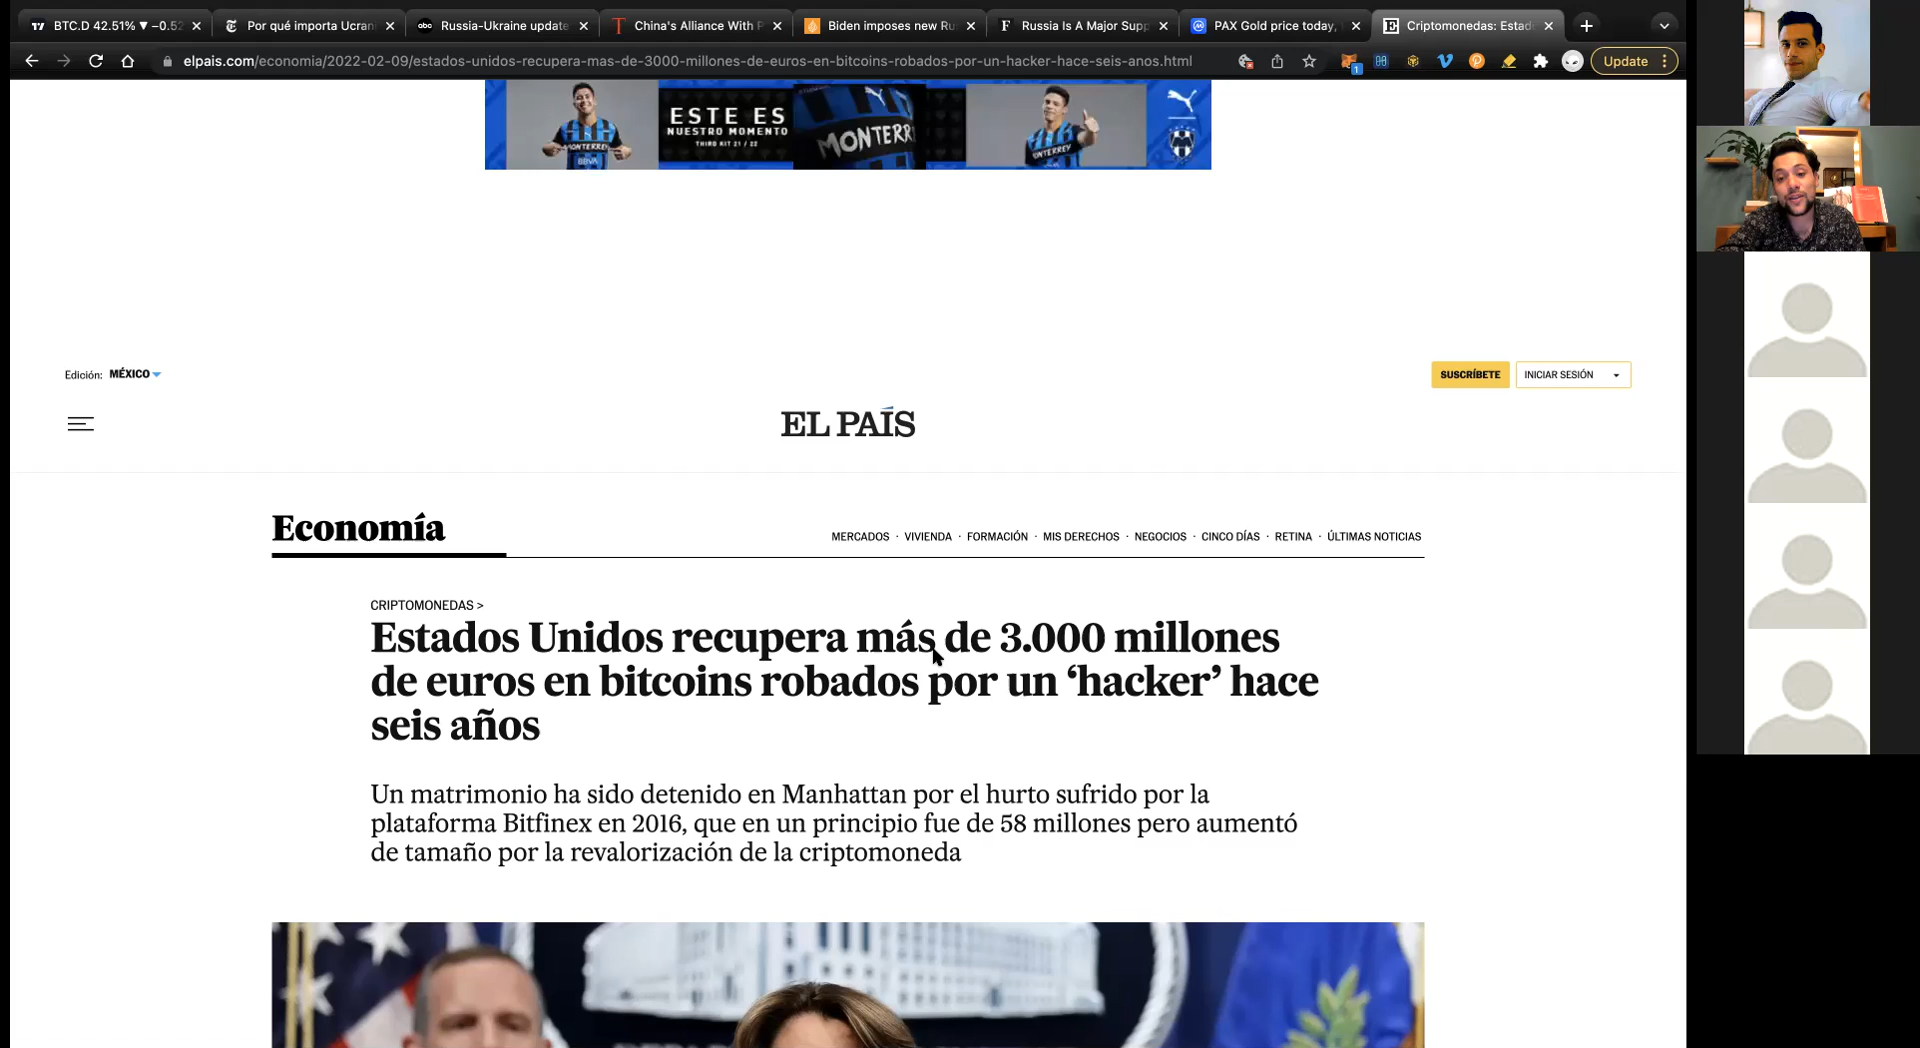 BTC.D 42.51% ▼ −0.52
Por qué importa Ucran
Russia-Ukraine update
China's Alliance With P
Biden imposes new Ru
Russia Is A Major Supp
PAX Gold price today,
Criptomonedas: Estad
elpais.com/economia/2022-02-09/estados-unidos-recupera-mas-de-3000-millones-de-euros-en-bitcoins-robados-por-un-hacker-hace-seis-anos.html
1
Update
ESTE ES
NUESTRO MOMENTO
THIRD KIT 21 / 22
MONTERREY
BBVA
MONTERR
MONTERREY
Edición: MÉXICO
SUSCRÍBETE
INICIAR SESIÓN
EL PAÍS
Economía
MERCADOS · VIVIENDA · FORMACIÓN · MIS DERECHOS · NEGOCIOS · CINCO DÍAS · RETINA · ÚLTIMAS NOTICIAS
CRIPTOMONEDAS >
Estados Unidos recupera más de 3.000 millones
de euros en bitcoins robados por un ‘hacker’ hace
seis años
Un matrimonio ha sido detenido en Manhattan por el hurto sufrido por la
plataforma Bitfinex en 2016, que en un principio fue de 58 millones pero aumentó
de tamaño por la revalorización de la criptomoneda